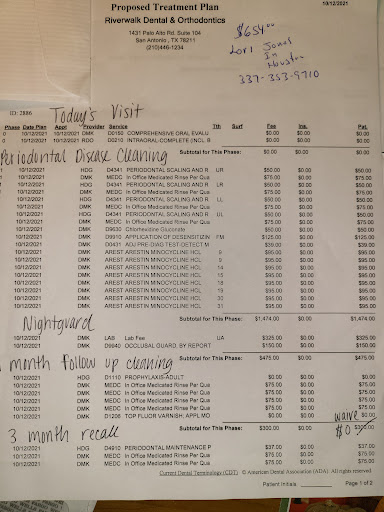 Proposed Treatment Plan
10/12/2021
Riverwalk Dental & Orthodontics
1431 Palo Alto Rd. Suite 104
San Antonio, TX 78211
(210)446-1234
$654.00
Lori Jones
In
Houston
337-353-9710
ID: 2886
Today's Visit
Phase Date Plan Appt Provider Service Tth Surf Fee Ins. Pat.
0 10/12/2021 10/12/2021 DMK D0150 COMPREHENSIVE ORAL EVALU $0.00 $0.00 $0.00
0 10/12/2021 10/12/2021 RDO D0210 INTRAORAL-COMPLETE (INCL B $0.00 $0.00 $0.00
Subtotal for This Phase: $0.00 $0.00
Periodontal Disease Cleaning
1 10/12/2021 HDG D4341 PERIODONTAL SCALING AND R UR $50.00 $0.00 $50.00
10/12/2021 DMK MEDC In Office Medicated Rinse Per Qua $75.00 $0.00 $75.00
10/12/2021 HDG D4341 PERIODONTAL SCALING AND R LR $50.00 $0.00 $50.00
10/12/2021 DMK MEDC In Office Medicated Rinse Per Qua $75.00 $0.00 $75.00
10/12/2021 HDG D4341 PERIODONTAL SCALING AND R LL $50.00 $0.00 $50.00
10/12/2021 DMK MEDC In Office Medicated Rinse Per Qua $75.00 $0.00 $75.00
10/12/2021 HDG D4341 PERIODONTAL SCALING AND R UL $50.00 $0.00 $50.00
10/12/2021 DMK MEDC In Office Medicated Rinse Per Qua $75.00 $0.00 $75.00
10/12/2021 DMK D9630 Chlorhexidine Gluconate $50.00 $0.00 $50.00
10/12/2021 DMK D9910 APPLICATION OF DESENSITIZIN FM $125.00 $0.00 $125.00
10/12/2021 DMK D0431 ADJ PRE-DIAG TEST-DETECT M $39.00 $0.00 $39.00
10/12/2021 DMK AREST ARESTIN MINOCYCLINE HCL 5 $95.00 $0.00 $95.00
10/12/2021 DMK AREST ARESTIN MINOCYCLINE HCL 9 $95.00 $0.00 $95.00
10/12/2021 DMK AREST ARESTIN MINOCYCLINE HCL 14 $95.00 $0.00 $95.00
10/12/2021 DMK AREST ARESTIN MINOCYCLINE HCL 15 $95.00 $0.00 $95.00
10/12/2021 DMK AREST ARESTIN MINOCYCLINE HCL 18 $95.00 $0.00 $95.00
10/12/2021 DMK AREST ARESTIN MINOCYCLINE HCL 19 $95.00 $0.00 $95.00
10/12/2021 DMK AREST ARESTIN MINOCYCLINE HCL 30 $95.00 $0.00 $95.00
10/12/2021 DMK AREST ARESTIN MINOCYCLINE HCL 31 $95.00 $0.00 $95.00
Subtotal for This Phase: $1,474.00 $0.00 $1,474.00
Nightguard
10/12/2021 DMK LAB Lab Fee UA $325.00 $0.00 $325.00
10/12/2021 DMK D9940 OCCLUSAL GUARD, BY REPORT $150.00 $0.00 $150.00
Subtotal for This Phase: $475.00 $0.00 $475.00
month follow up cleaning
10/12/2021 HDG D1110 PROPHYLAXIS-ADULT $0.00 $0.00 $0.00
10/12/2021 DMK MEDC In Office Medicated Rinse Per Qua $75.00 $0.00 $75.00
10/12/2021 DMK MEDC In Office Medicated Rinse Per Qua $75.00 $0.00 $75.00
10/12/2021 DMK MEDC In Office Medicated Rinse Per Qua $75.00 $0.00 $75.00
10/12/2021 DMK MEDC In Office Medicated Rinse Per Qua $75.00 $0.00 $75.00
10/12/2021 DMK D1206 TOP FLUOR VARNISH, APPL MO $0.00 $0.00 $0.00
waive
Subtotal for This Phase: $300.00 $0.00 $300.00
$0
3 month recall
10/12/2021 HDG D4910 PERIODONTAL MAINTENANCE P $37.00 $0.00 $37.00
10/12/2021 DMK MEDC In Office Medicated Rinse Per Qua $75.00 $0.00 $75.00
Current Dental Terminology (CDT) © American Dental Association (ADA). All rights reserved.
Patient Initials
Page 1 of 2